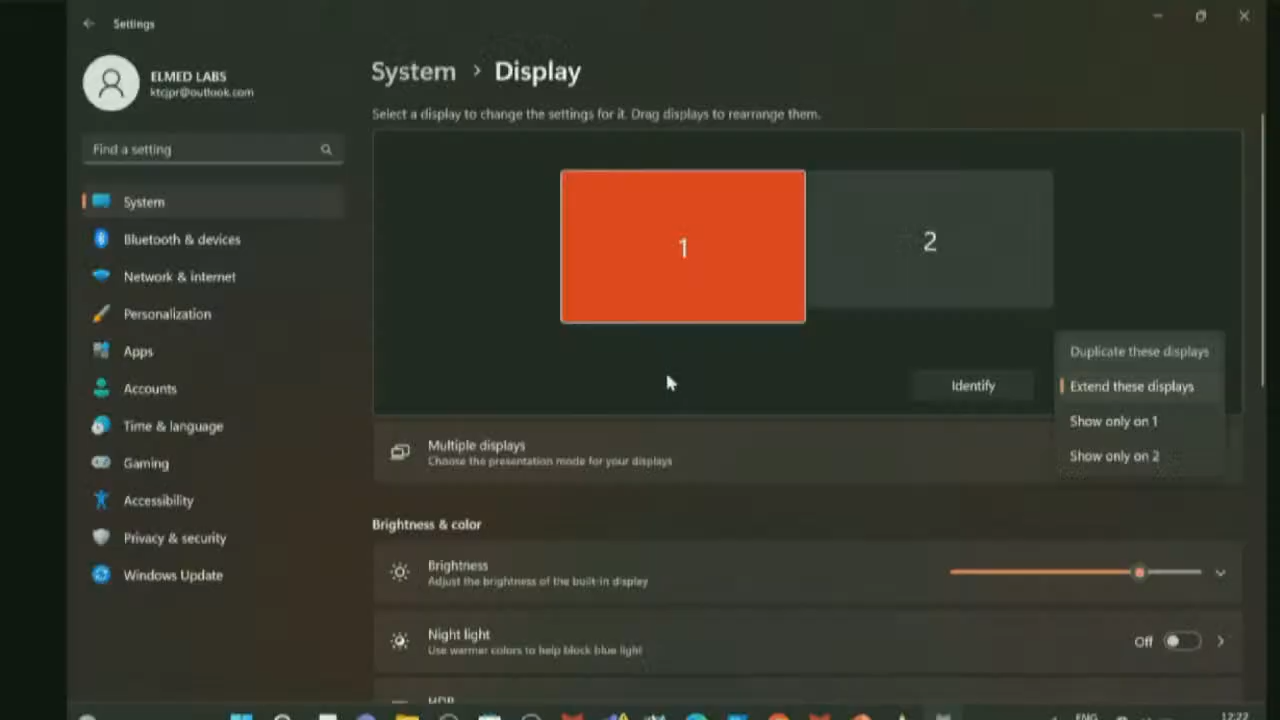 Settings
ELMED LABS
ktcjpr@outlook.com
Find a setting
System
Bluetooth & devices
Network & internet
Personalization
Apps
Accounts
Time & language
Gaming
Accessibility
Privacy & security
Windows Update
System > Display
Select a display to change the settings for it. Drag displays to rearrange them.
1
2
Identify
Duplicate these displays
Extend these displays
Show only on 1
Show only on 2
Multiple displays
Choose the presentation mode for your displays
Brightness & color
Brightness
Adjust the brightness of the built-in display
Night light
Use warmer colors to help block blue light
Off
HDR
ENG
12:22